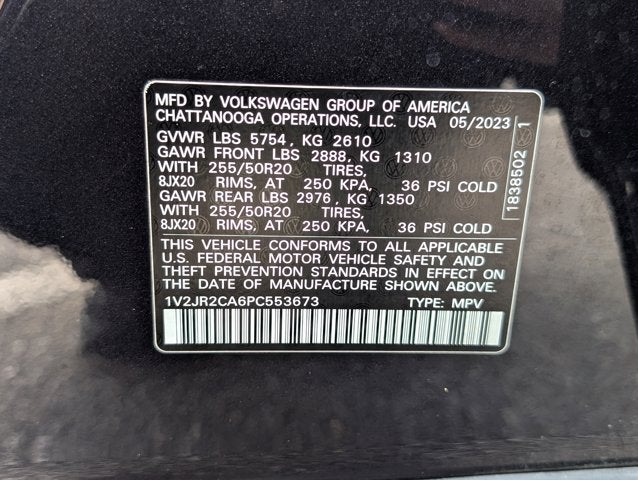 MFD BY VOLKSWAGEN GROUP OF AMERICA
CHATTANOOGA OPERATIONS, LLC. USA 05/2023
GVWR LBS 5754, KG 2610
GAWR FRONT LBS 2888, KG 1310
WITH 255/50R20 TIRES,
8JX20 RIMS, AT 250 KPA, 36 PSI COLD
GAWR REAR LBS 2976, KG 1350
WITH 255/50R20 TIRES,
8JX20 RIMS, AT 250 KPA, 36 PSI COLD
THIS VEHICLE CONFORMS TO ALL APPLICABLE
U.S. FEDERAL MOTOR VEHICLE SAFETY AND
THEFT PREVENTION STANDARDS IN EFFECT ON
THE DATE OF MANUFACTURE SHOWN ABOVE.
1V2JR2CA6PC553673 TYPE: MPV
1838502 1